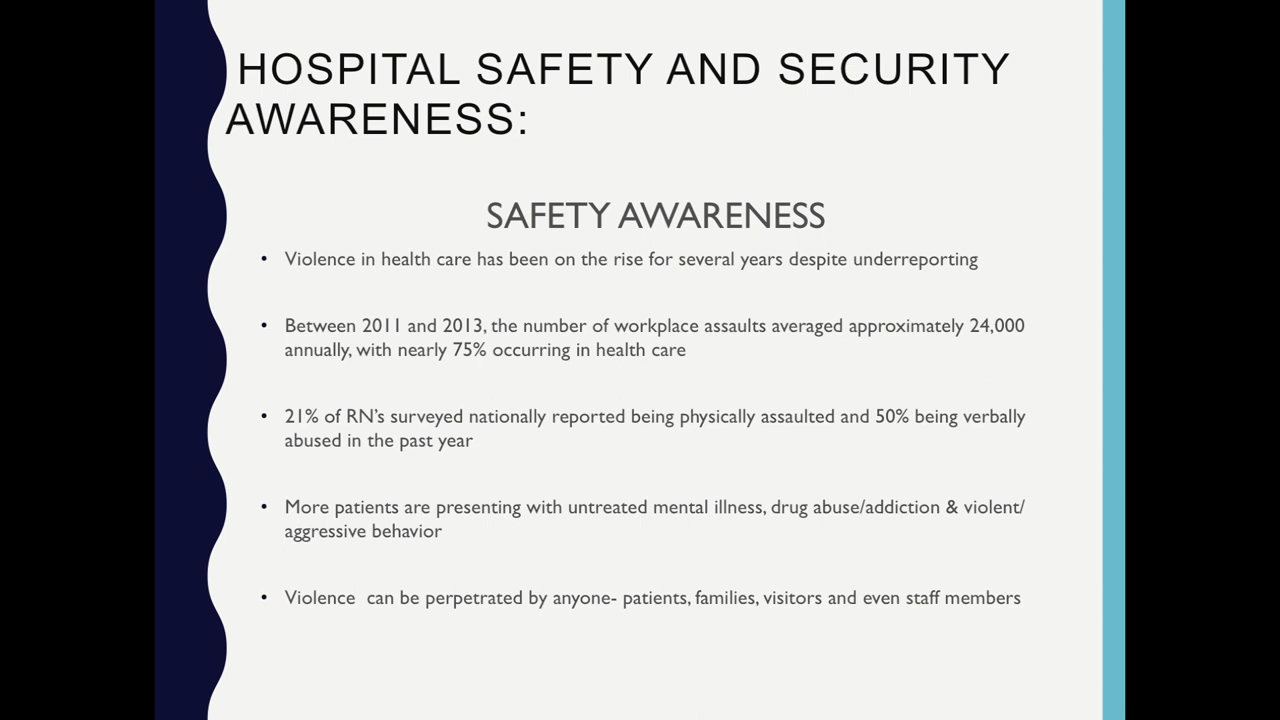 HOSPITAL SAFETY AND SECURITY
AWARENESS:
SAFETY AWARENESS
• Violence in health care has been on the rise for several years despite underreporting
• Between 2011 and 2013, the number of workplace assaults averaged approximately 24,000
annually, with nearly 75% occurring in health care
• 21% of RN’s surveyed nationally reported being physically assaulted and 50% being verbally
abused in the past year
• More patients are presenting with untreated mental illness, drug abuse/addiction & violent/
aggressive behavior
• Violence  can be perpetrated by anyone- patients, families, visitors and even staff members